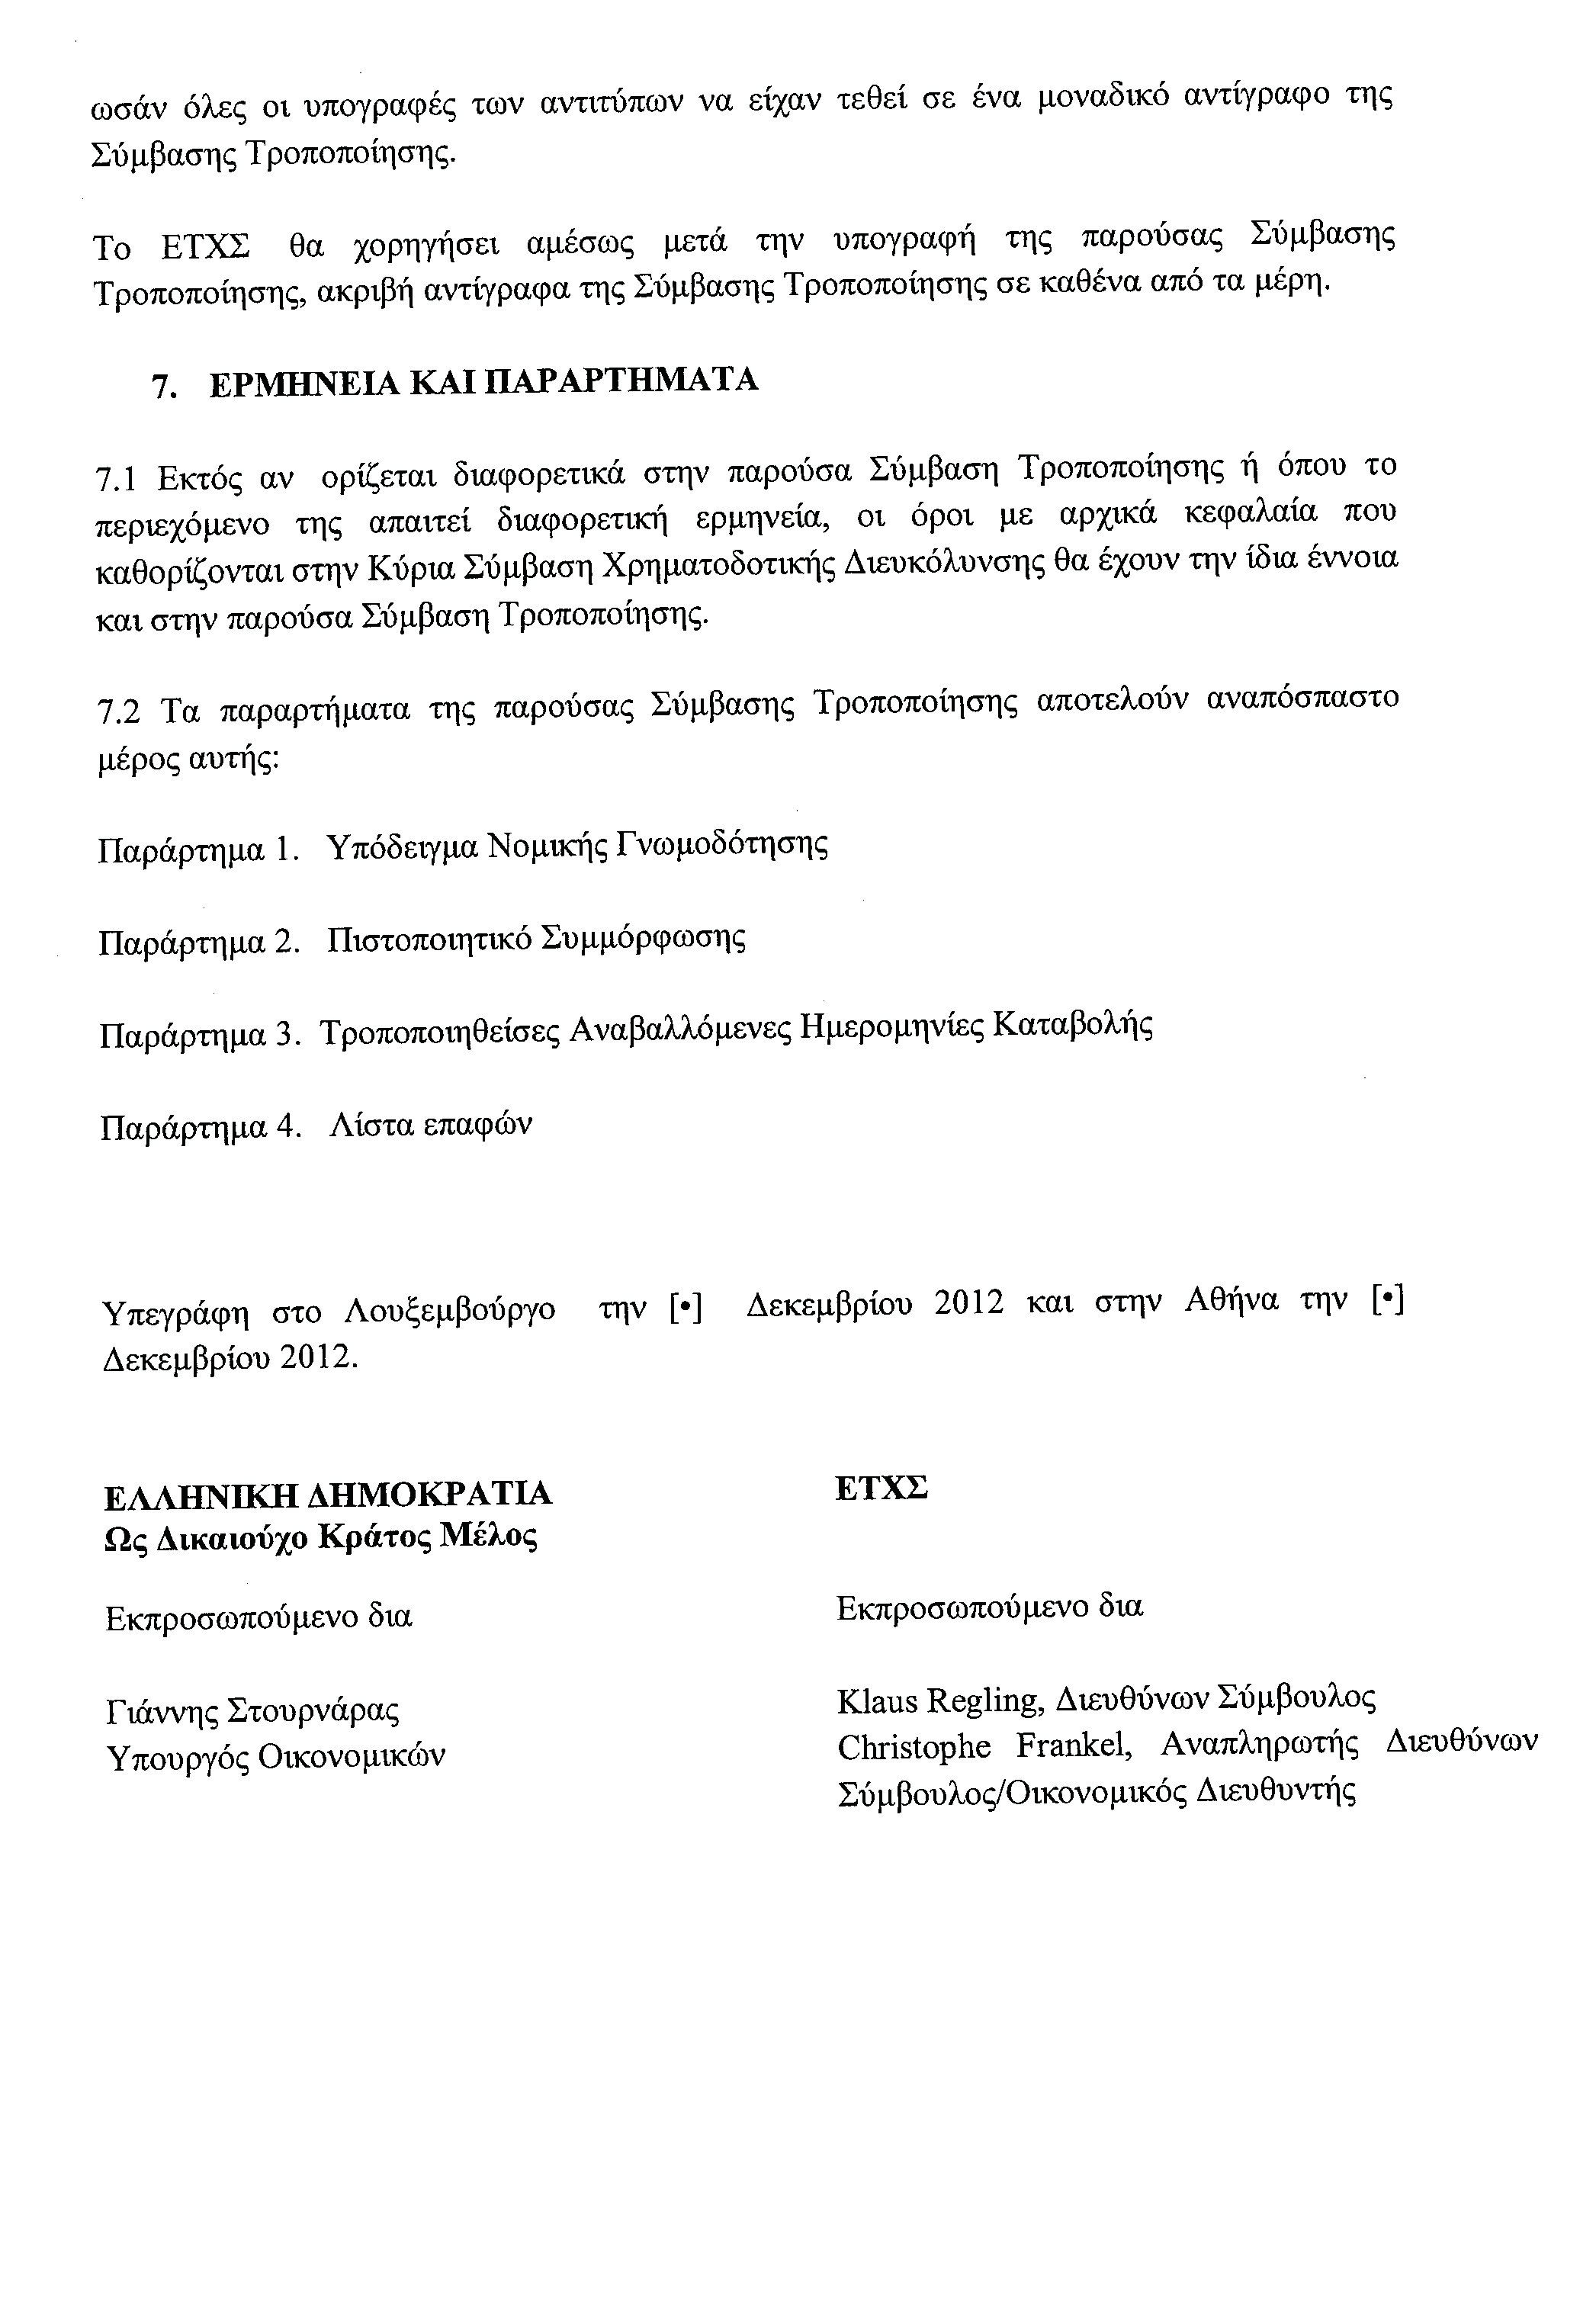 ωσάν όλες οι υπογραφές των αντιτύπων να είχαν τεθεί σε ένα μοναδικό αντίγραφο της
Σύμβασης Τροποποίησης.
Το ΕΤΧΣ θα χορηγήσει αμέσως μετά την υπογραφή της παρούσας Σύμβασης
Τροποποίησης, ακριβή αντίγραφα της Σύμβασης Τροποποίησης σε καθένα από τα μέρη.
7. ΕΡΜΗΝΕΙΑ ΚΑΙ ΠΑΡΑΡΤΗΜΑΤΑ
7.1 Εκτός αν ορίζεται διαφορετικά στην παρούσα Σύμβαση Τροποποίησης ή όπου το
περιεχόμενο της απαιτεί διαφορετική ερμηνεία, οι όροι με αρχικά κεφαλαία που
καθορίζονται στην Κύρια Σύμβαση Χρηματοδοτικής Διευκόλυνσης θα έχουν την ίδια έννοια
και στην παρούσα Σύμβαση Τροποποίησης.
7.2 Τα παραρτήματα της παρούσας Σύμβασης Τροποποίησης αποτελούν αναπόσπαστο
μέρος αυτής:
Παράρτημα 1. Υπόδειγμα Νομικής Γνωμοδότησης
Παράρτημα 2. Πιστοποιητικό Συμμόρφωσης
Παράρτημα 3. Τροποποιηθείσες Αναβαλλόμενες Ημερομηνίες Καταβολής
Παράρτημα 4. Λίστα επαφών
Υπεγράφη στο Λουξεμβούργο την [•] Δεκεμβρίου 2012 και στην Αθήνα την [•]
Δεκεμβρίου 2012.
ΕΛΛΗΝΙΚΗ ΔΗΜΟΚΡΑΤΙΑ
Ως Δικαιούχο Κράτος Μέλος
Εκπροσωπούμενο δια
Γιάννης Στουρνάρας
Υπουργός Οικονομικών
ΕΤΧΣ
Εκπροσωπούμενο δια
Klaus Regling, Διευθύνων Σύμβουλος
Christophe Frankel, Αναπληρωτής Διευθύνων
Σύμβουλος/Οικονομικός Διευθυντής